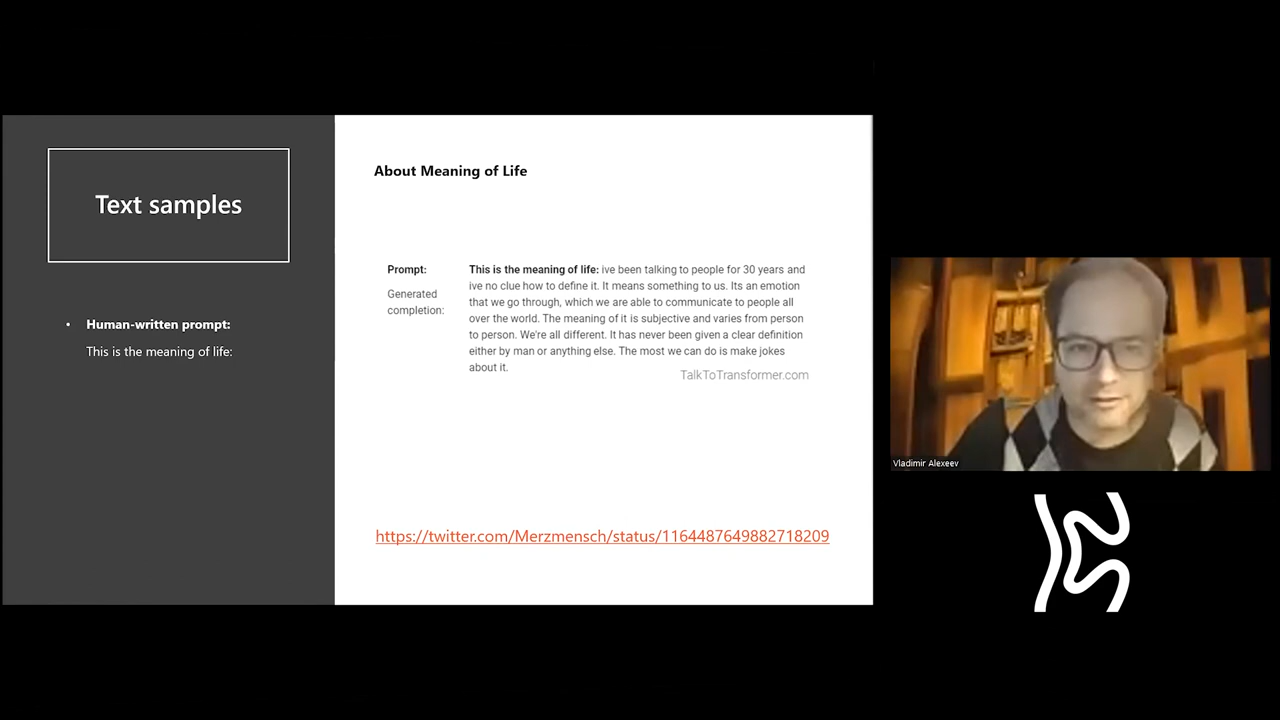 Text samples
• Human-written prompt:
This is the meaning of life:
About Meaning of Life
Prompt:
Generated
completion:
This is the meaning of life: ive been talking to people for 30 years and
ive no clue how to define it. It means something to us. Its an emotion
that we go through, which we are able to communicate to people all
over the world. The meaning of it is subjective and varies from person
to person. We're all different. It has never been given a clear definition
either by man or anything else. The most we can do is make jokes
about it.
TalkToTransformer.com
https://twitter.com/Merzmensch/status/1164487649882718209
Vladimir Alexeev